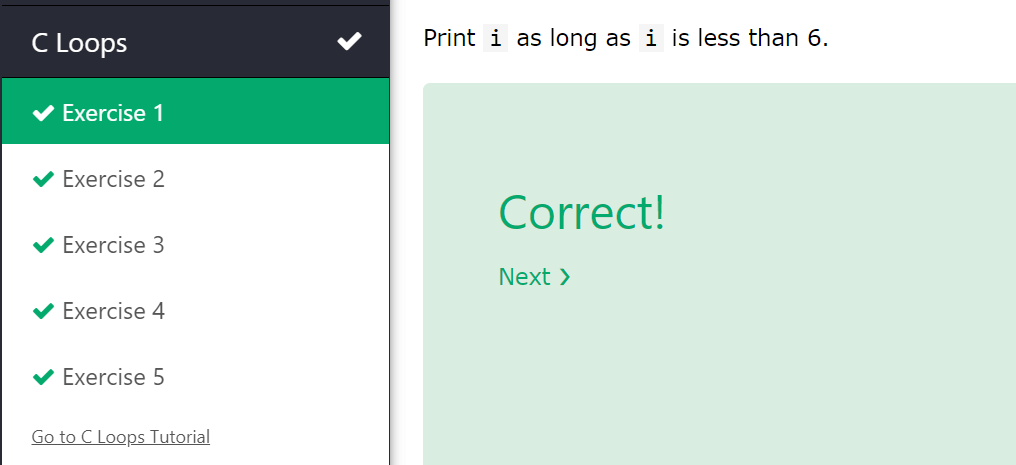 C Loops
Exercise 1
Exercise 2
Exercise 3
Exercise 4
Exercise 5
Go to C Loops Tutorial
Print i as long as i is less than 6.
Correct!
Next ❯